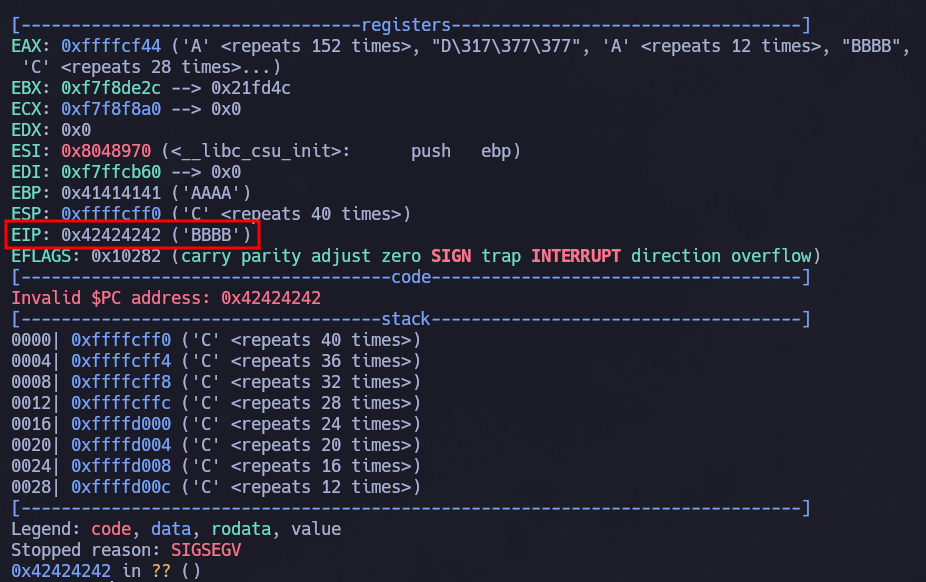 [----------------------------------registers-----------------------------------]
EAX: 0xffffcf44 ('A' <repeats 152 times>, "D\317\377\377", 'A' <repeats 12 times>, "BBBB",
'C' <repeats 28 times>...)
EBX: 0xf7f8de2c --> 0x21fd4c
ECX: 0xf7f8f8a0 --> 0x0
EDX: 0x0
ESI: 0x8048970 (<__libc_csu_init>:      push   ebp)
EDI: 0xf7ffcb60 --> 0x0
EBP: 0x41414141 ('AAAA')
ESP: 0xffffcff0 ('C' <repeats 40 times>)
EIP: 0x42424242 ('BBBB')
EFLAGS: 0x10282 (carry parity adjust zero SIGN trap INTERRUPT direction overflow)
[-------------------------------------code-------------------------------------]
Invalid $PC address: 0x42424242
[------------------------------------stack-------------------------------------]
0000| 0xffffcff0 ('C' <repeats 40 times>)
0004| 0xffffcff4 ('C' <repeats 36 times>)
0008| 0xffffcff8 ('C' <repeats 32 times>)
0012| 0xffffcffc ('C' <repeats 28 times>)
0016| 0xffffd000 ('C' <repeats 24 times>)
0020| 0xffffd004 ('C' <repeats 20 times>)
0024| 0xffffd008 ('C' <repeats 16 times>)
0028| 0xffffd00c ('C' <repeats 12 times>)
[------------------------------------------------------------------------------]
Legend: code, data, rodata, value
Stopped reason: SIGSEGV
0x42424242 in ?? ()